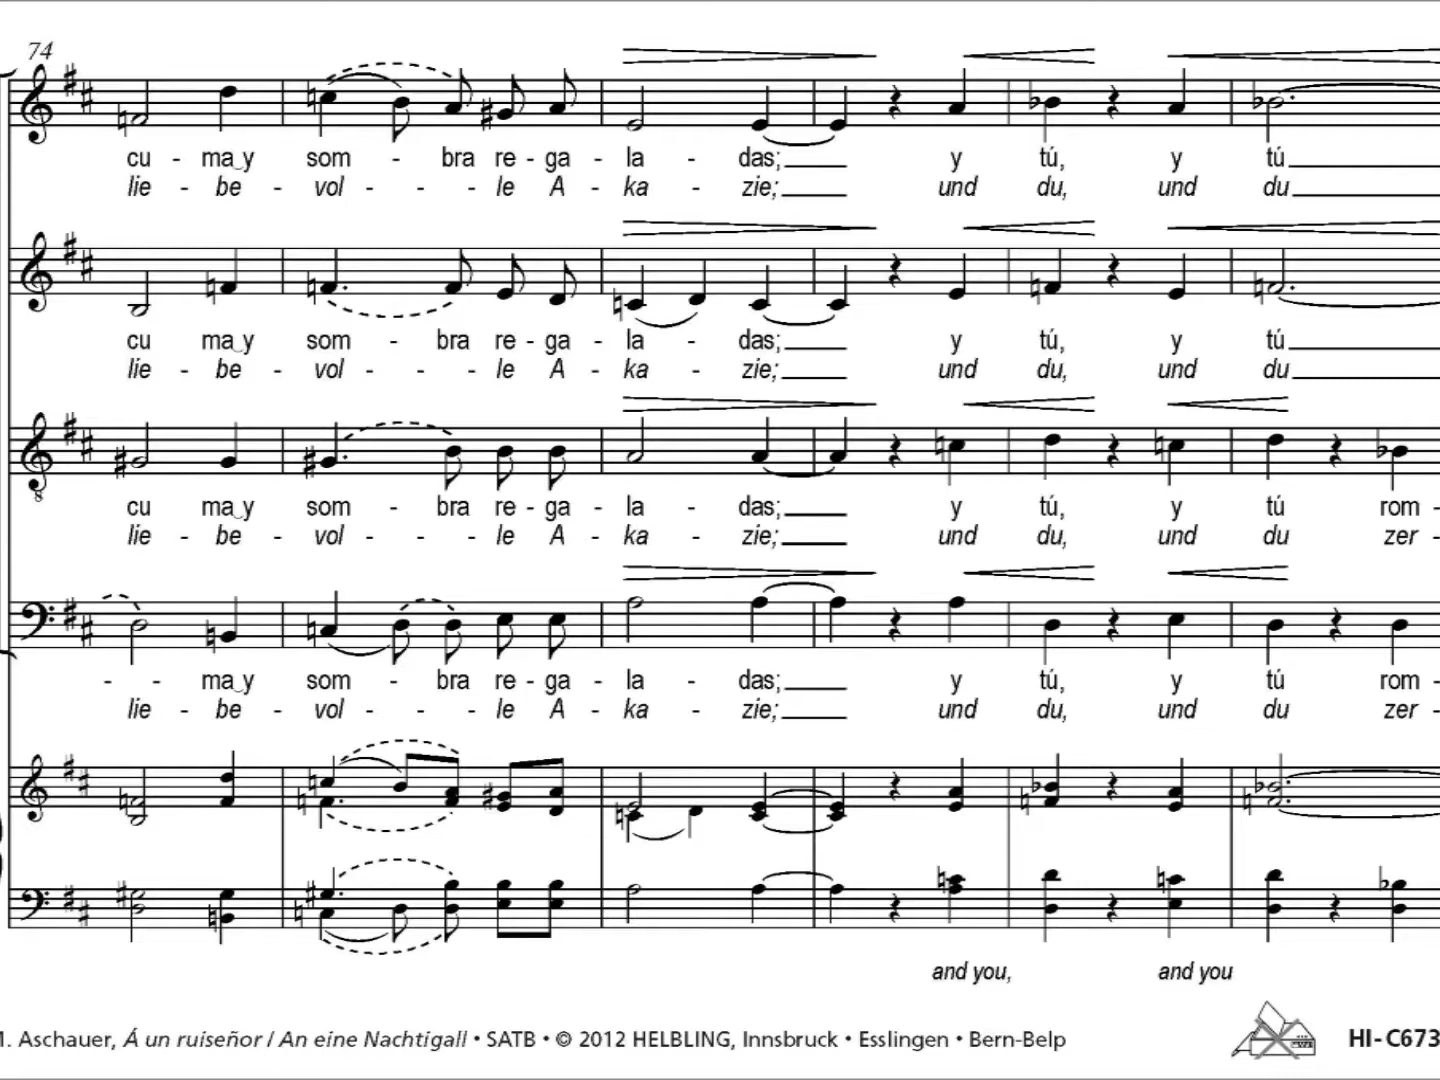 74
cu - ma‿y som - bra re - ga - la - das; y tú, y tú
lie - be - vol - - - le A - ka - zie; und du, und du
cu ma‿y som - bra re - ga - la - das; y tú, y tú
lie - be - vol - - - le A - ka - zie; und du, und du
cu ma‿y som - bra re - ga - la - das; y tú, y tú rom -
lie - be - vol - - - le A - ka - zie; und du, und du zer -
- - ma‿y som - bra re - ga - la - das; y tú, y tú rom -
lie - be - vol - - - le A - ka - zie; und du, und du zer -
and you, and you
. Aschauer, Á un ruiseñor / An eine Nachtigall • SATB • © 2012 HELBLING, Innsbruck • Esslingen • Bern-Belp HI-C673